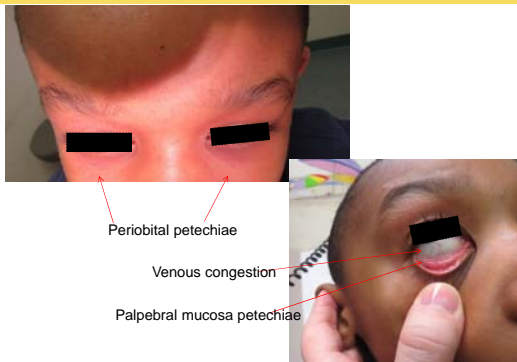 Periobital petechiae
Venous congestion
Palpebral mucosa petechiae